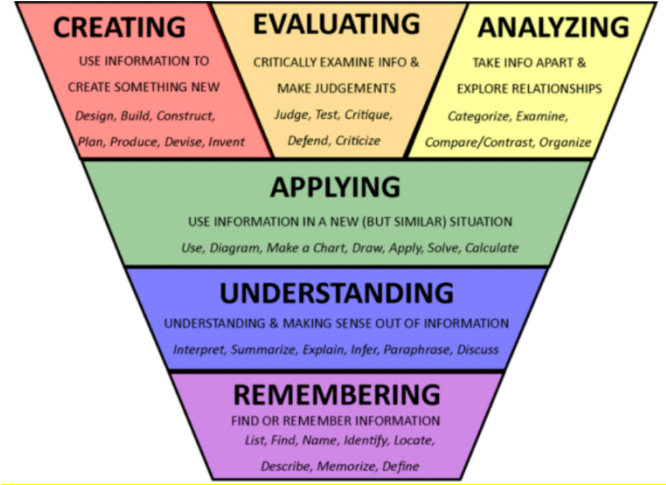 CREATING
USE INFORMATION TO
CREATE SOMETHING NEW
Design, Build, Construct,
Plan, Produce, Devise, Invent
EVALUATING
CRITICALLY EXAMINE INFO &
MAKE JUDGEMENTS
Judge, Test, Critique,
Defend, Criticize
ANALYZING
TAKE INFO APART &
EXPLORE RELATIONSHIPS
Categorize, Examine,
Compare/Contrast, Organize
APPLYING
USE INFORMATION IN A NEW (BUT SIMILAR) SITUATION
Use, Diagram, Make a Chart, Draw, Apply, Solve, Calculate
UNDERSTANDING
UNDERSTANDING & MAKING SENSE OUT OF INFORMATION
Interpret, Summarize, Explain, Infer, Paraphrase, Discuss
REMEMBERING
FIND OR REMEMBER INFORMATION
List, Find, Name, Identify, Locate,
Describe, Memorize, Define